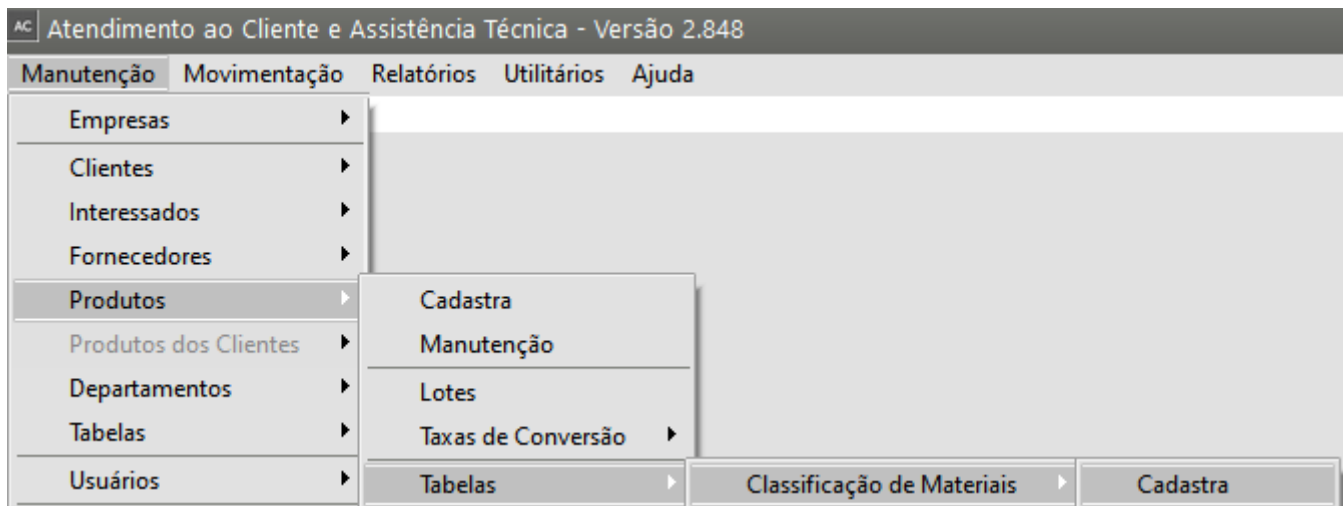 AC Atendimento ao Cliente e Assistência Técnica - Versão 2.848
Manutenção Movimentação Relatórios Utilitários Ajuda
Empresas
Clientes
Interessados
Fornecedores
Produtos
Produtos dos Clientes
Departamentos
Tabelas
Usuários
Cadastra
Manutenção
Lotes
Taxas de Conversão
Tabelas
Classificação de Materiais
Cadastra